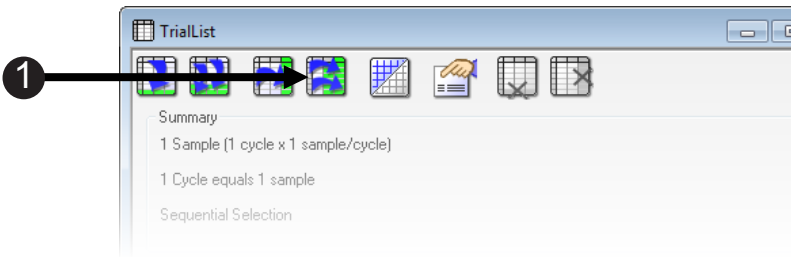 TrialList
1
Summary
1 Sample (1 cycle x 1 sample/cycle)
1 Cycle equals 1 sample
Sequential Selection